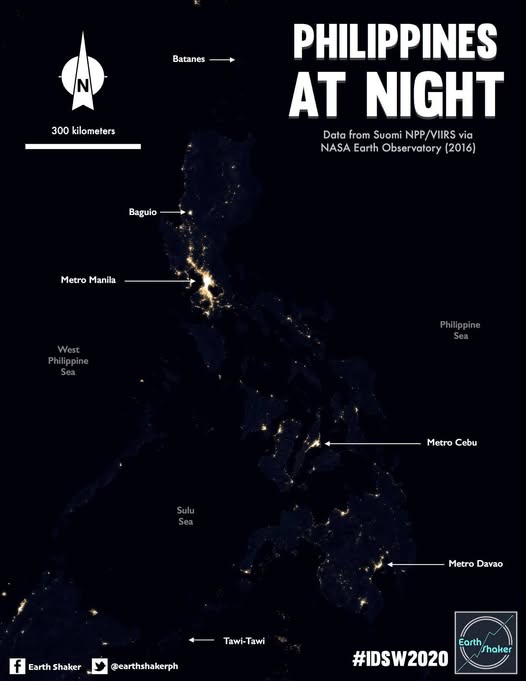 PHILIPPINES
AT NIGHT
Data from Suomi NPP/VIIRS via
NASA Earth Observatory (2016)
Batanes
N
300 kilometers
Baguio
Metro Manila
Philippine
Sea
West
Philippine
Sea
Metro Cebu
Sulu
Sea
Metro Davao
Tawi-Tawi
#IDSW2020
Earth
Shaker
f Earth Shaker
@earthshakerph